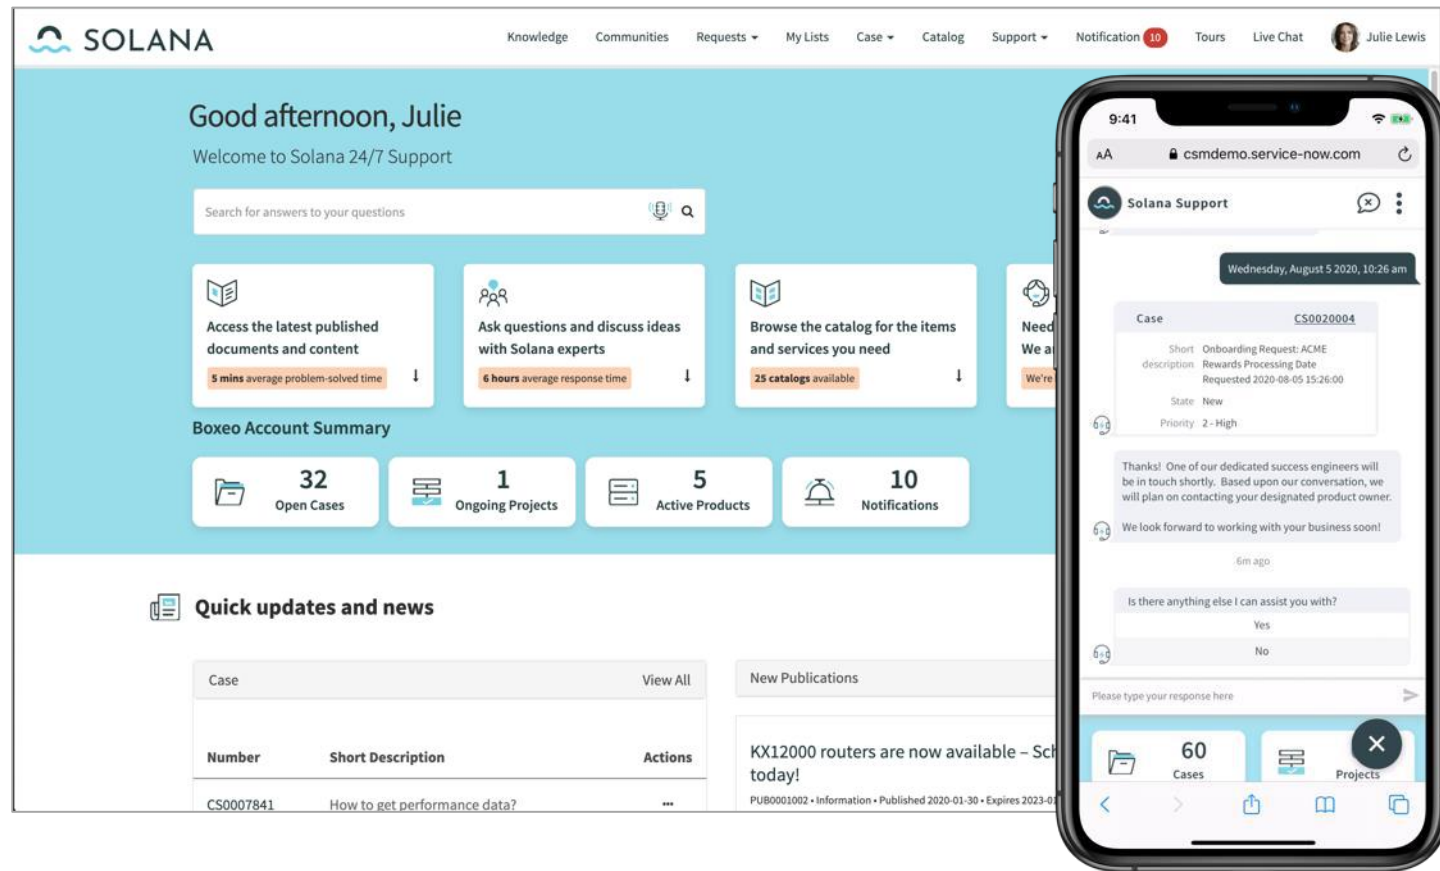 SOLANA
Knowledge Communities Requests My Lists Case Catalog Support Notification 10 Tours Live Chat Julie Lewis
Good afternoon, Julie
Welcome to Solana 24/7 Support
Search for answers to your questions
Access the latest published
documents and content
5 mins average problem-solved time
Ask questions and discuss ideas
with Solana experts
6 hours average response time
Browse the catalog for the items
and services you need
25 catalogs available
Need
We a
We're
Boxeo Account Summary
32
Open Cases
1
Ongoing Projects
5
Active Products
10
Notifications
Quick updates and news
Case View All
Number Short Description Actions
CS0007841 How to get performance data? ...
New Publications
KX12000 routers are now available – Sch
today!
PUB0001002 • Information • Published 2020-01-30 • Expires 2023-01
9:41
AA csmdemo.service-now.com
Solana Support
Wednesday, August 5 2020, 10:26 am
Case CS0020004
Short description Onboarding Request: ACME
Rewards Processing Date
Requested 2020-08-05 15:26:00
State New
Priority 2 - High
Thanks! One of our dedicated success engineers will
be in touch shortly. Based upon our conversation, we
will plan on contacting your designated product owner.
We look forward to working with your business soon!
6m ago
Is there anything else I can assist you with?
Yes
No
Please type your response here
60
Cases
Projects